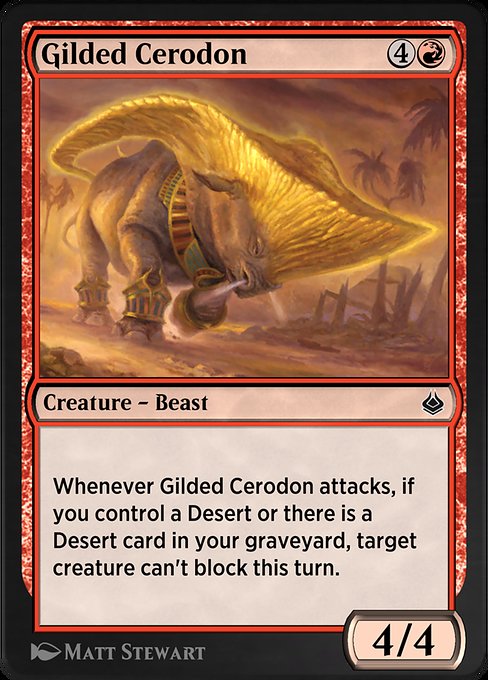 Gilded Cerodon 4
Creature – Beast
Whenever Gilded Cerodon attacks, if
you control a Desert or there is a
Desert card in your graveyard, target
creature can't block this turn.
4/4
Matt Stewart